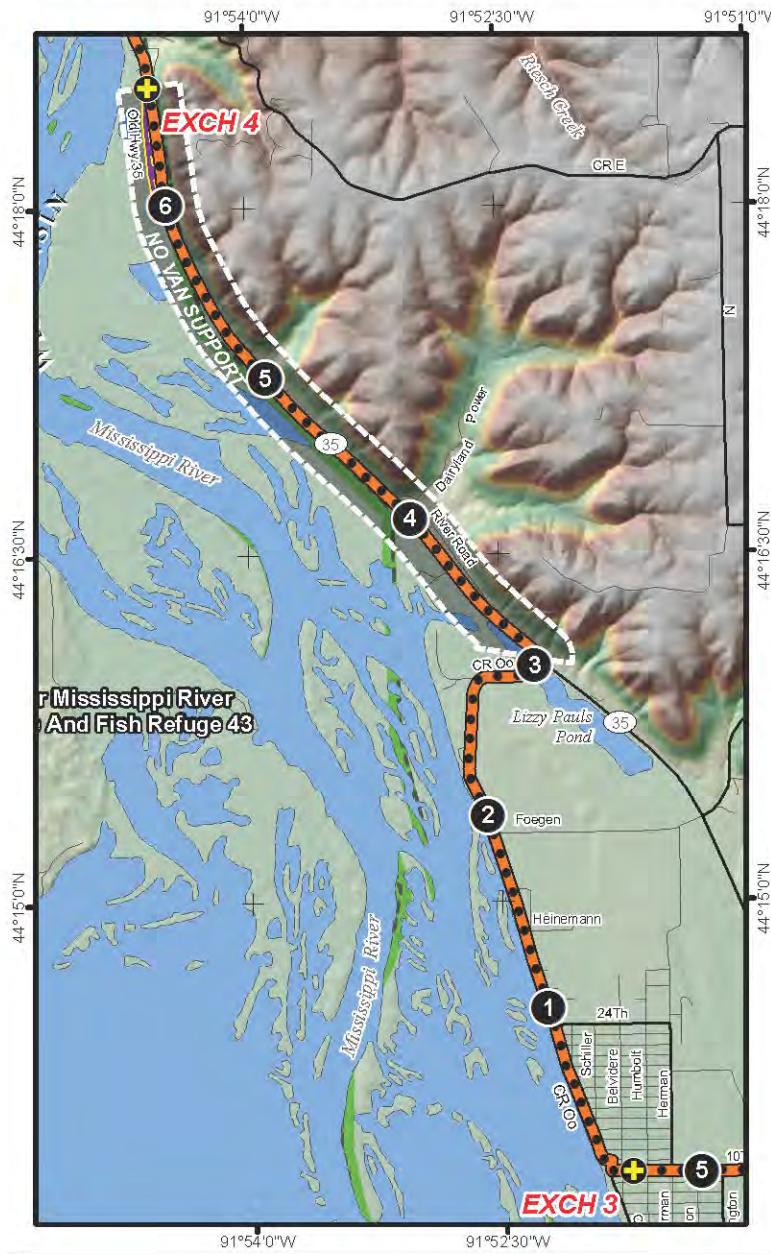 91°54'0"W
91°52'30"W
91°51'0"W
Riesch Creek
EXCH 4
Old Hwy 35
CR E
44°18'0"N
44°18'0"N
6
NO VAN SUPPORT
N
5
Mississippi River
35
Dairyland Power
4
River Road
44°16'30"N
44°16'30"N
CR Oo
3
r Mississippi River
And Fish Refuge 43
Lizzy Pauls
Pond
35
2
Foegen
44°15'0"N
44°15'0"N
Heinemann
Mississippi River
1
24Th
Schiller
Belvidere
Humbolt
Herman
CR Oo
10T
5
EXCH 3
rman
on
ngton
91°54'0"W
91°52'30"W